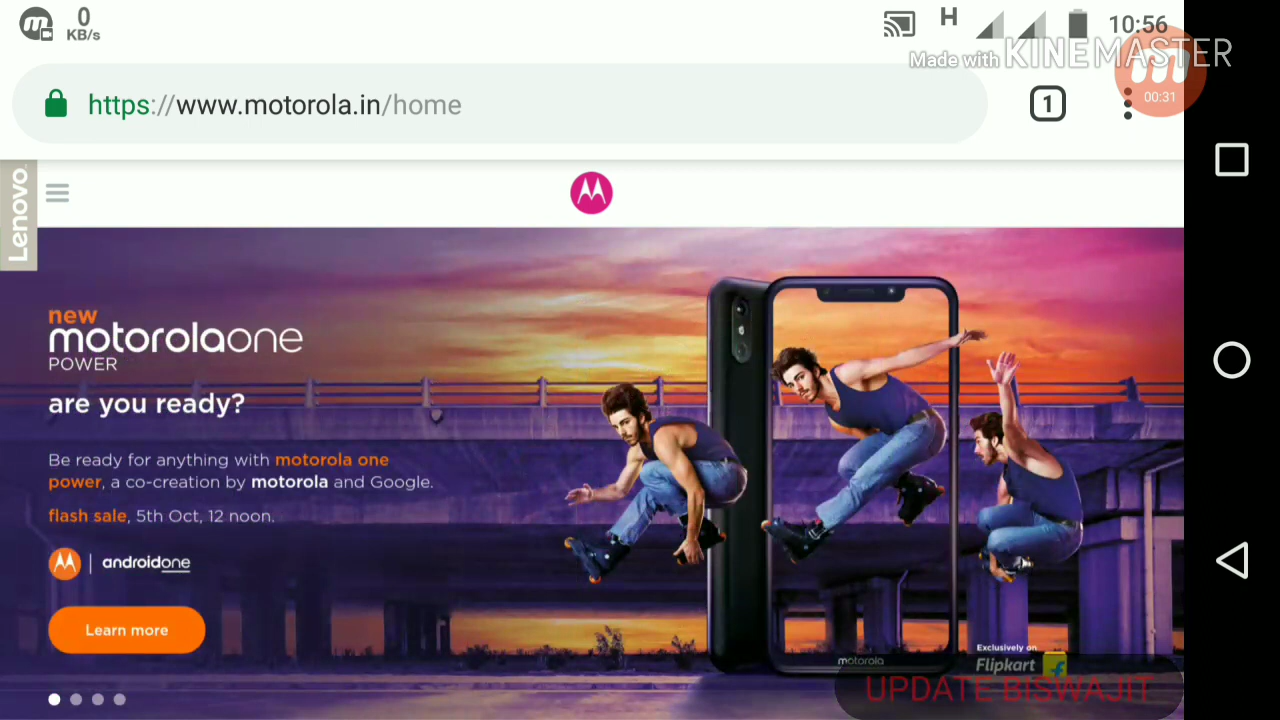 0
KB/s
H
10:56
Made with KINEMASTER
https://www.motorola.in/home
1
00:31
Lenovo
new
motorolaone
POWER
are you ready?
Be ready for anything with motorola one
power, a co-creation by motorola and Google.
flash sale, 5th Oct, 12 noon.
androidone
Learn more
motorola
Exclusively on
Flipkart
UPDATE BISWAJIT